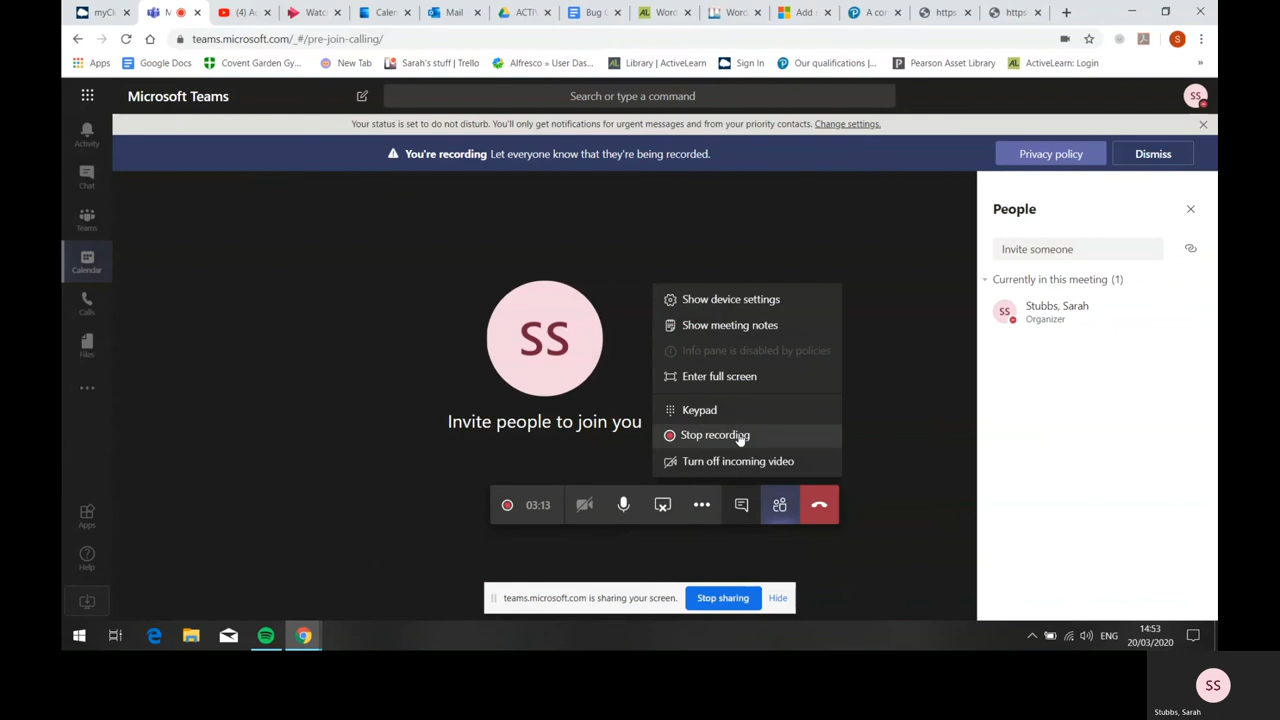 myCl
M
(4) Ac
Watch
Calen
Mail
ACTIV
Bug t
Word
Word
Add n
A con
https
https
teams.microsoft.com/_#/pre-join-calling/
S
Apps
Google Docs
Covent Garden Gy...
New Tab
Sarah's stuff | Trello
Alfresco » User Das...
AL
Library | ActiveLearn
Sign In
Our qualifications |...
Pearson Asset Library
AL
ActiveLearn: Login
»
Microsoft Teams
Search or type a command
SS
Your status is set to do not disturb. You'll only get notifications for urgent messages and from your priority contacts. Change settings.
You're recording Let everyone know that they're being recorded.
Privacy policy
Dismiss
Activity
Chat
Teams
Calendar
Calls
Files
Apps
Help
SS
Invite people to join you
Show device settings
Show meeting notes
Info pane is disabled by policies
Enter full screen
Keypad
Stop recording
Turn off incoming video
03:13
People
Invite someone
Currently in this meeting (1)
SS
Stubbs, Sarah
Organizer
teams.microsoft.com is sharing your screen.
Stop sharing
Hide
ENG
14:53
20/03/2020
SS
Stubbs, Sarah